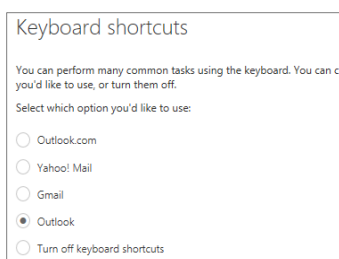 Keyboard shortcuts
You can perform many common tasks using the keyboard. You can c
you'd like to use, or turn them off.
Select which option you'd like to use:
Outlook.com
Yahoo! Mail
Gmail
Outlook
Turn off keyboard shortcuts